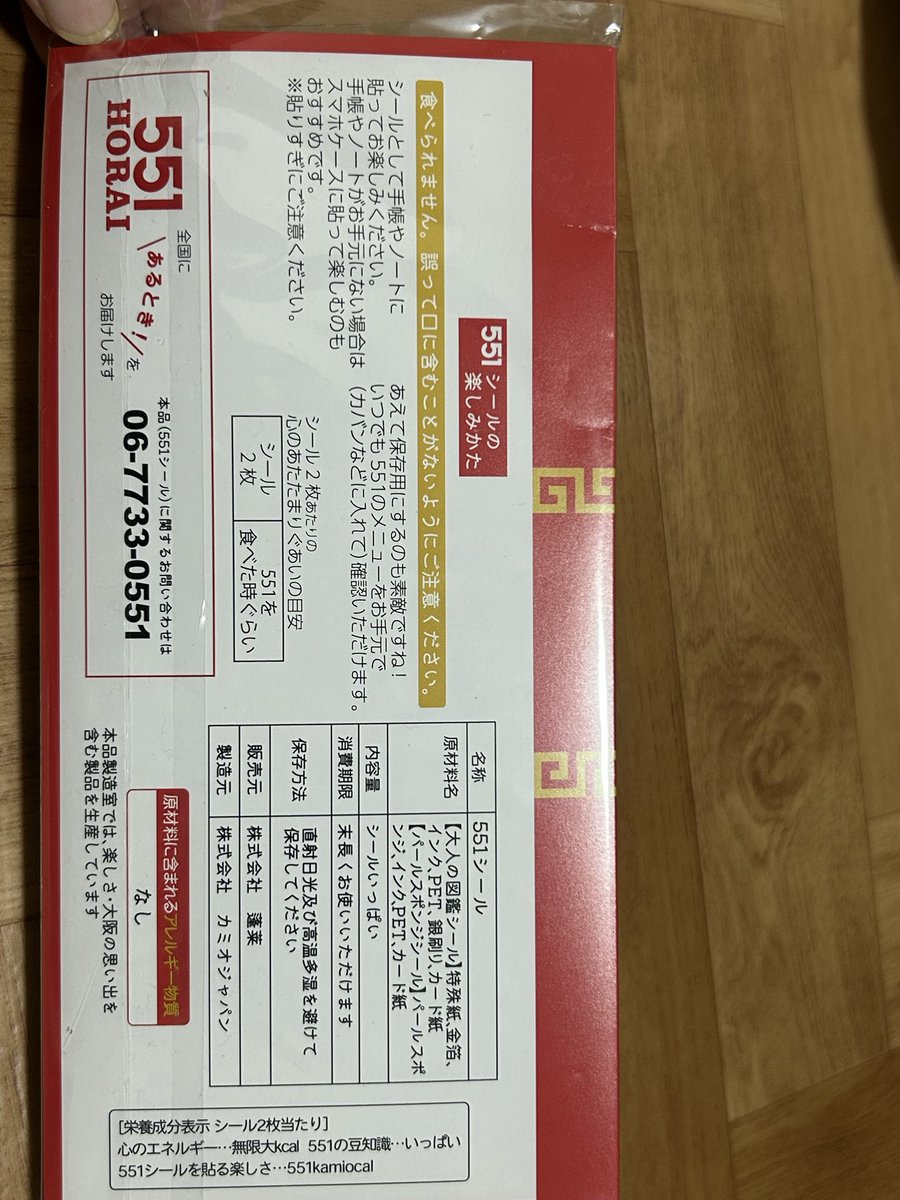 551シールの
楽しみかた
食べられません。誤って口に含むことがないようにご注意ください。
シールとして手帳やノートに
貼ってお楽しみください。
手帳やノートがお手元にない場合は
スマホケースに貼って楽しむのも
おすすめです。
※貼りすぎにご注意ください。
あえて保存用にするのも素敵ですね!
いつでも551のメニューをお手元で
(カバンなどに入れて)確認いただけます。
シール2枚あたりの
心のあたたまりぐあいの目安
シール
2枚
551を
食べた時ぐらい
551
HORAI
全国に
\あるとき!/を
お届けします
本品(551シール)に関するお問い合わせは
06-7733-0551
名称 551シール
原材料名 【大人の図鑑シール】特殊紙、金箔、
インク、PET、銀刷り、カード紙
【パールスポンジシール】パールスポ
ンジ、インク、PET、カード紙
内容量 シールいっぱい
消費期限 末長くお使いいただけます
保存方法 直射日光及び高温多湿を避けて
保存してください
販売元 株式会社 蓬莱
製造元 株式会社 カミオジャパン
原材料に含まれるアレルギー物質
なし
本品製造室では、楽しさ・大阪の思い出を
含む製品を生産しています
[栄養成分表示 シール2枚当たり]
心のエネルギー…無限大kcal 551の豆知識…いっぱい
551シールを貼る楽しさ…551kamiocal